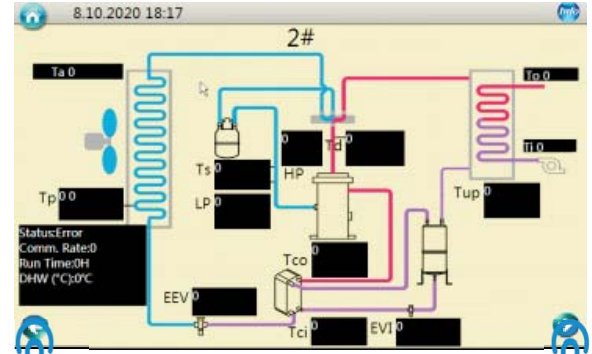 8.10.2020 18:17
Info
2#
Ta 0
To 0
Ti 0
0
Td 0
HP
Ts 0
LP 0
Tp 0 0
Tup 0
Status:Error
Comm. Rate:0
Run Time:0H
DHW (°C):0°C
Tco 0
EEV 0
Tci 0
EVI 0